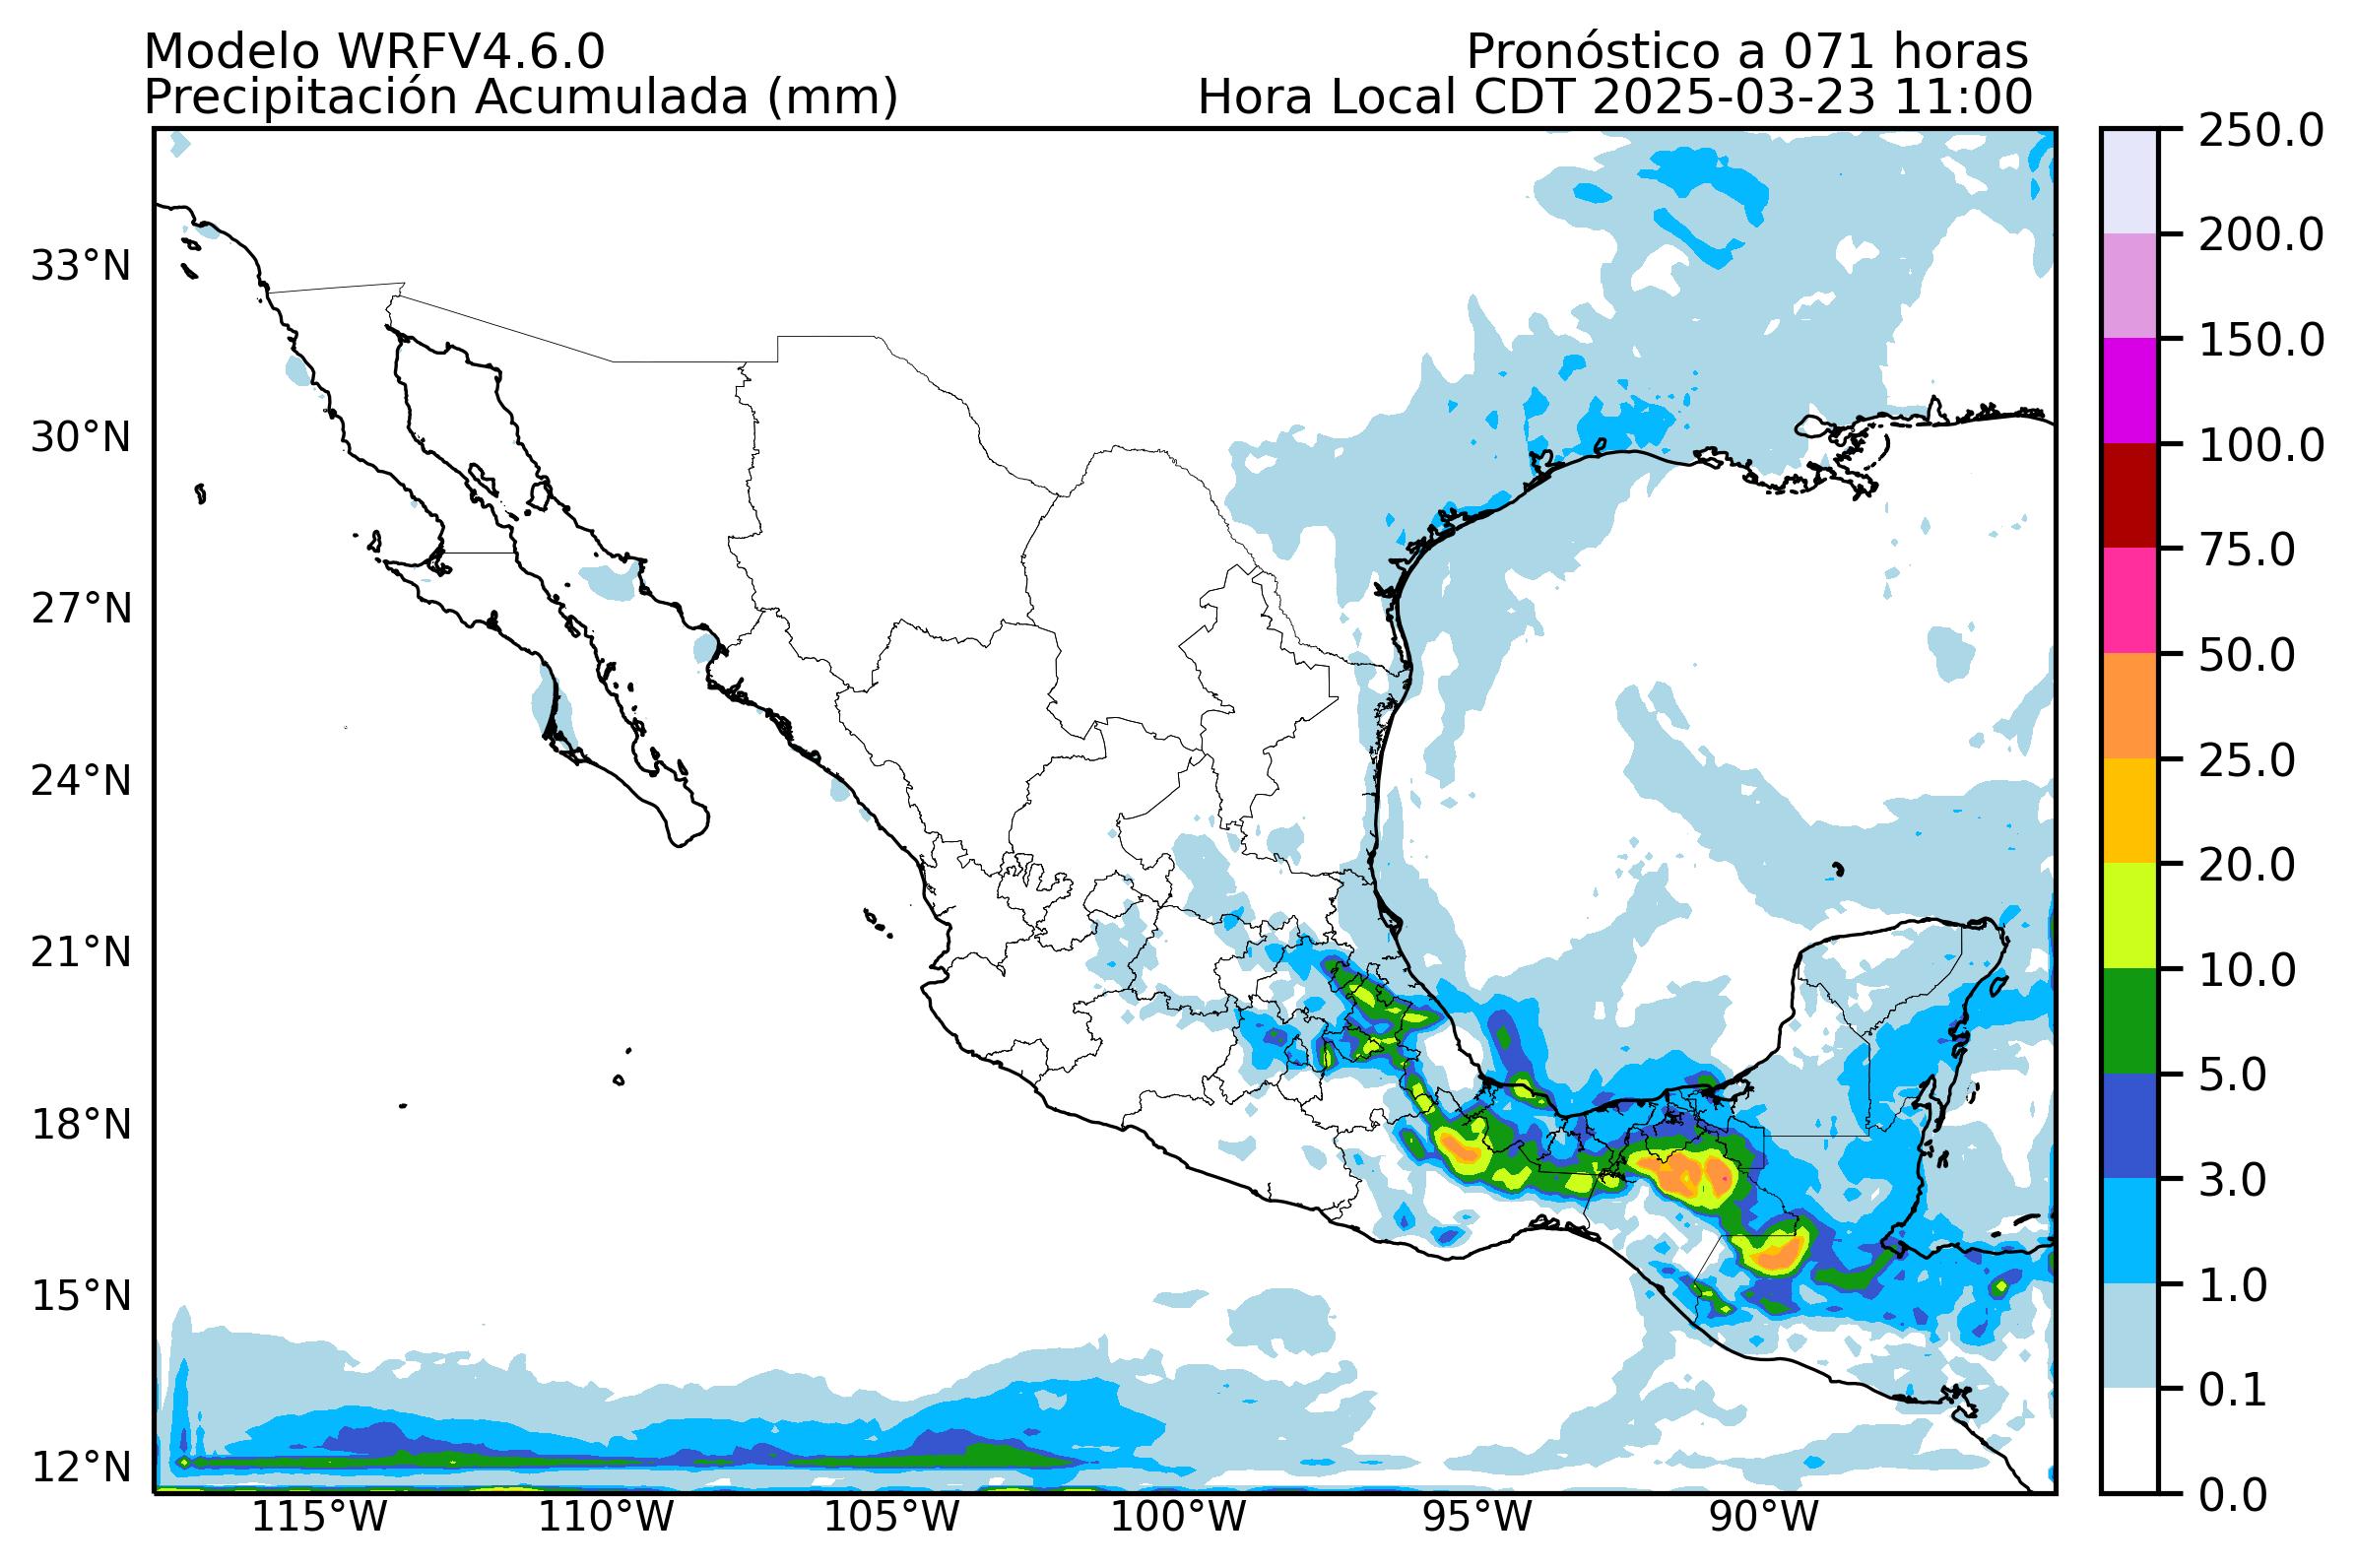 Modelo WRFV4.6.0
Pronóstico a 071 horas
Precipitación Acumulada (mm)
Hora Local CDT 2025-03-23 11:00
250.0
200.0
150.0
100.0
75.0
50.0
25.0
20.0
10.0
5.0
3.0
1.0
0.1
0.0
33°N
30°N
27°N
24°N
21°N
18°N
15°N
12°N
115°W
110°W
105°W
100°W
95°W
90°W